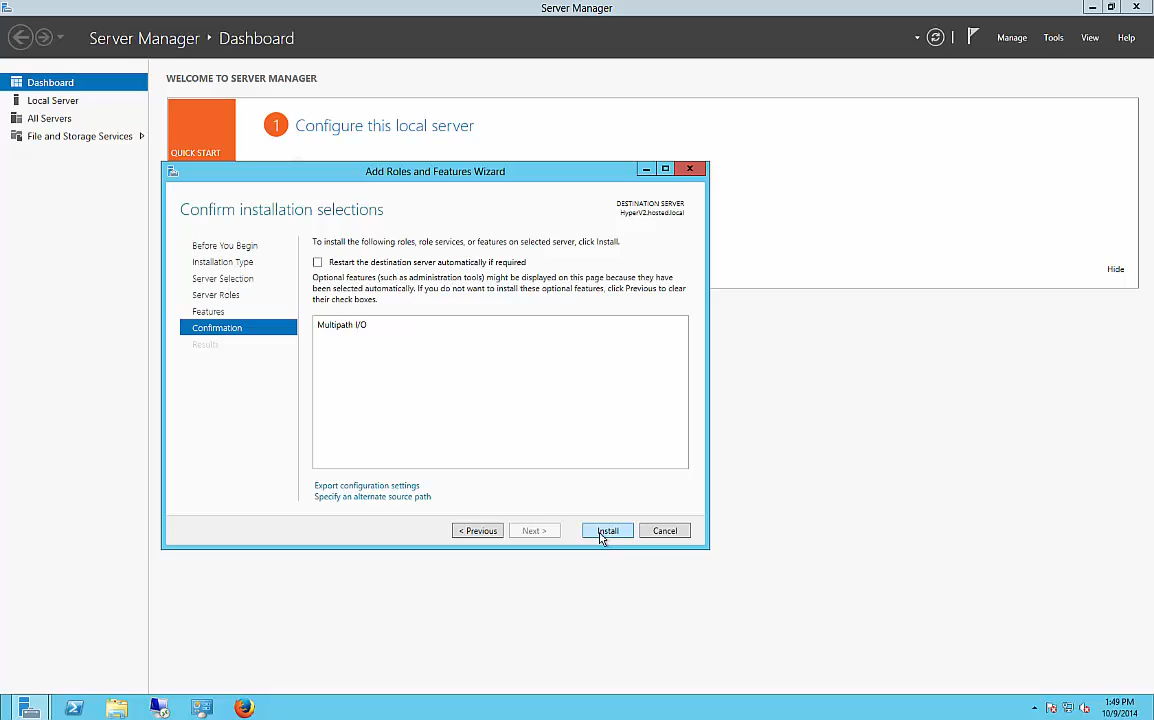 Server Manager
Server Manager ‣ Dashboard
Manage
Tools
View
Help
Dashboard
Local Server
All Servers
File and Storage Services
WELCOME TO SERVER MANAGER
QUICK START
1 Configure this local server
Hide
Add Roles and Features Wizard
Confirm installation selections
DESTINATION SERVER
HyperV2.hosted.local
Before You Begin
Installation Type
Server Selection
Server Roles
Features
Confirmation
Results
To install the following roles, role services, or features on selected server, click Install.
Restart the destination server automatically if required
Optional features (such as administration tools) might be displayed on this page because they have
been selected automatically. If you do not want to install these optional features, click Previous to clear
their check boxes.
Multipath I/O
Export configuration settings
Specify an alternate source path
< Previous
Next >
Install
Cancel
1:49 PM
10/9/2014